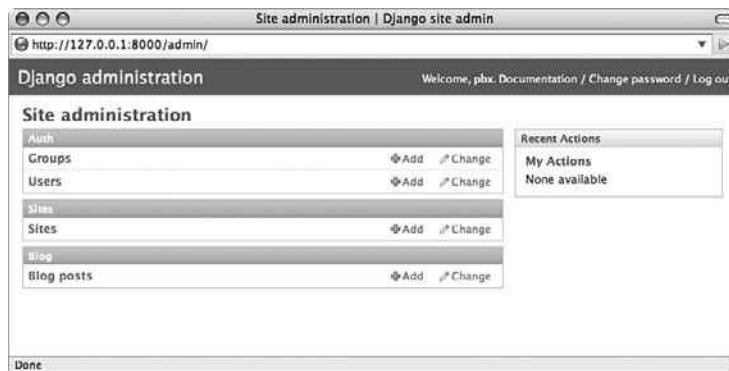 Site administration | Django site admin
http://127.0.0.1:8000/admin/
Django administration
Welcome, pbx. Documentation / Change password / Log out
Site administration
Auth
Groups Add Change
Users Add Change
Sites
Sites Add Change
Blog
Blog posts Add Change
Recent Actions
My Actions
None available
Done